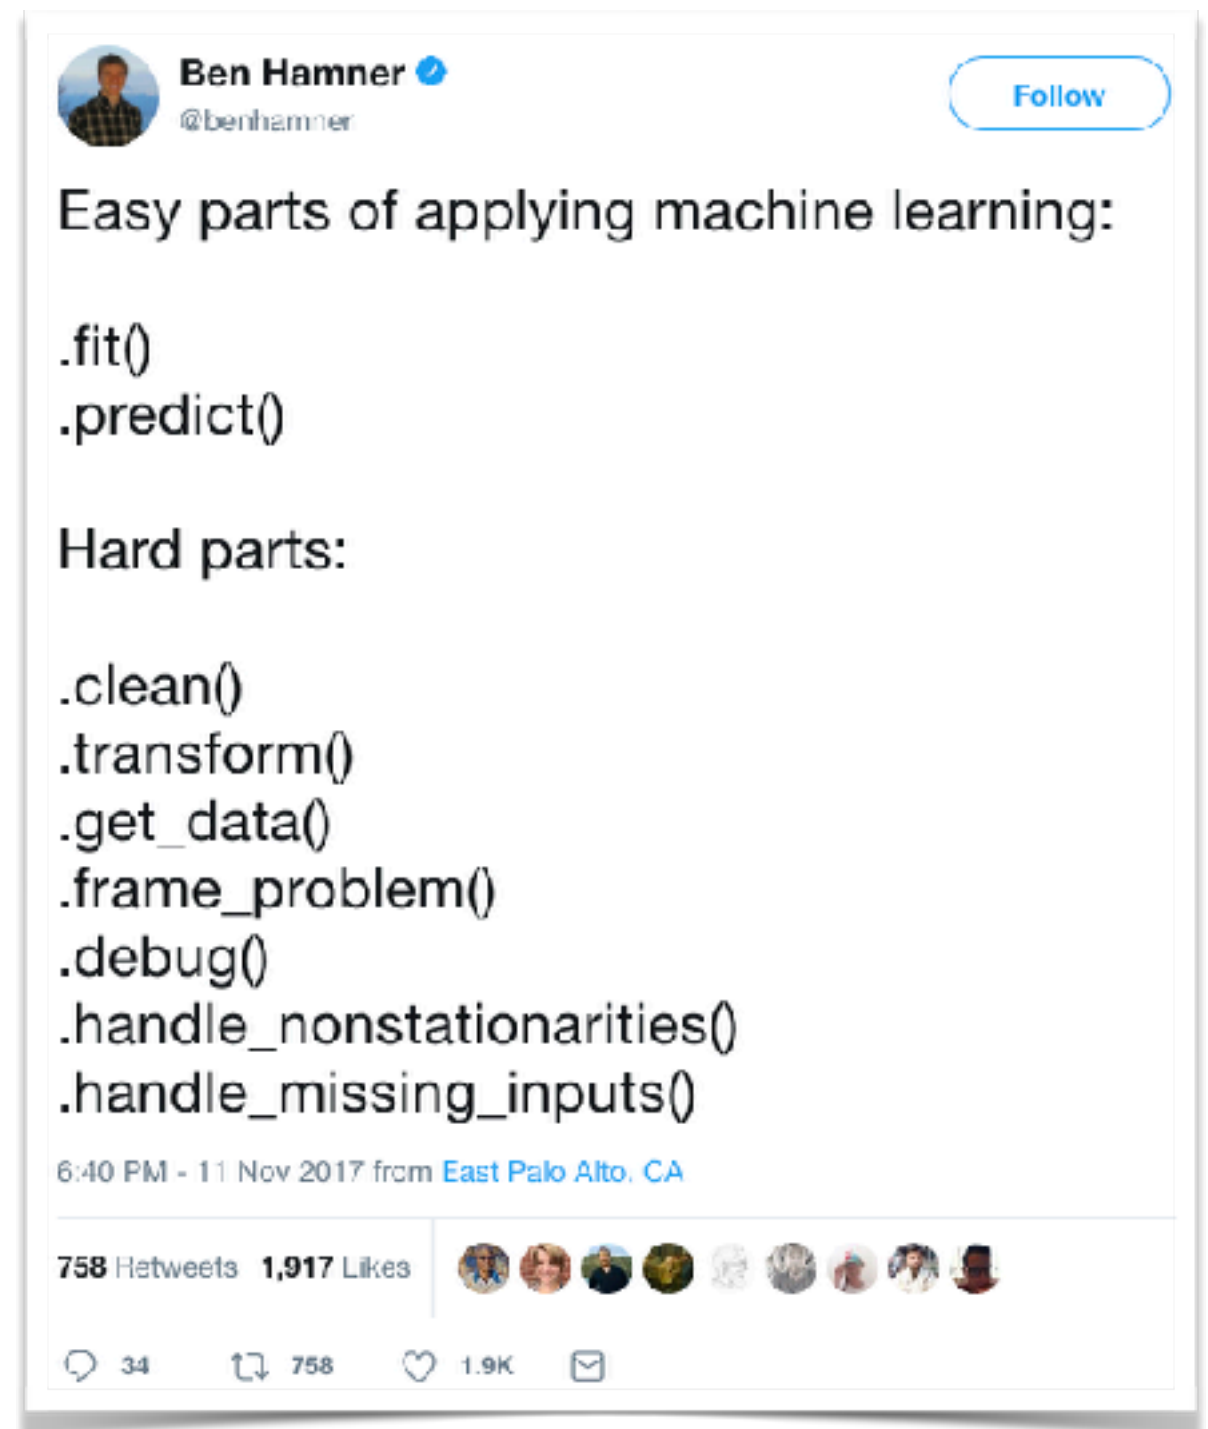 Ben Hamner
@benhamner
Follow
Easy parts of applying machine learning:
.fit()
.predict()
Hard parts:
.clean()
.transform()
.get_data()
.frame_problem()
.debug()
.handle_nonstationarities()
.handle_missing_inputs()
6:40 PM - 11 Nov 2017 from East Palo Alto, CA
758 Retweets 1,917 Likes
34 758 1.9K